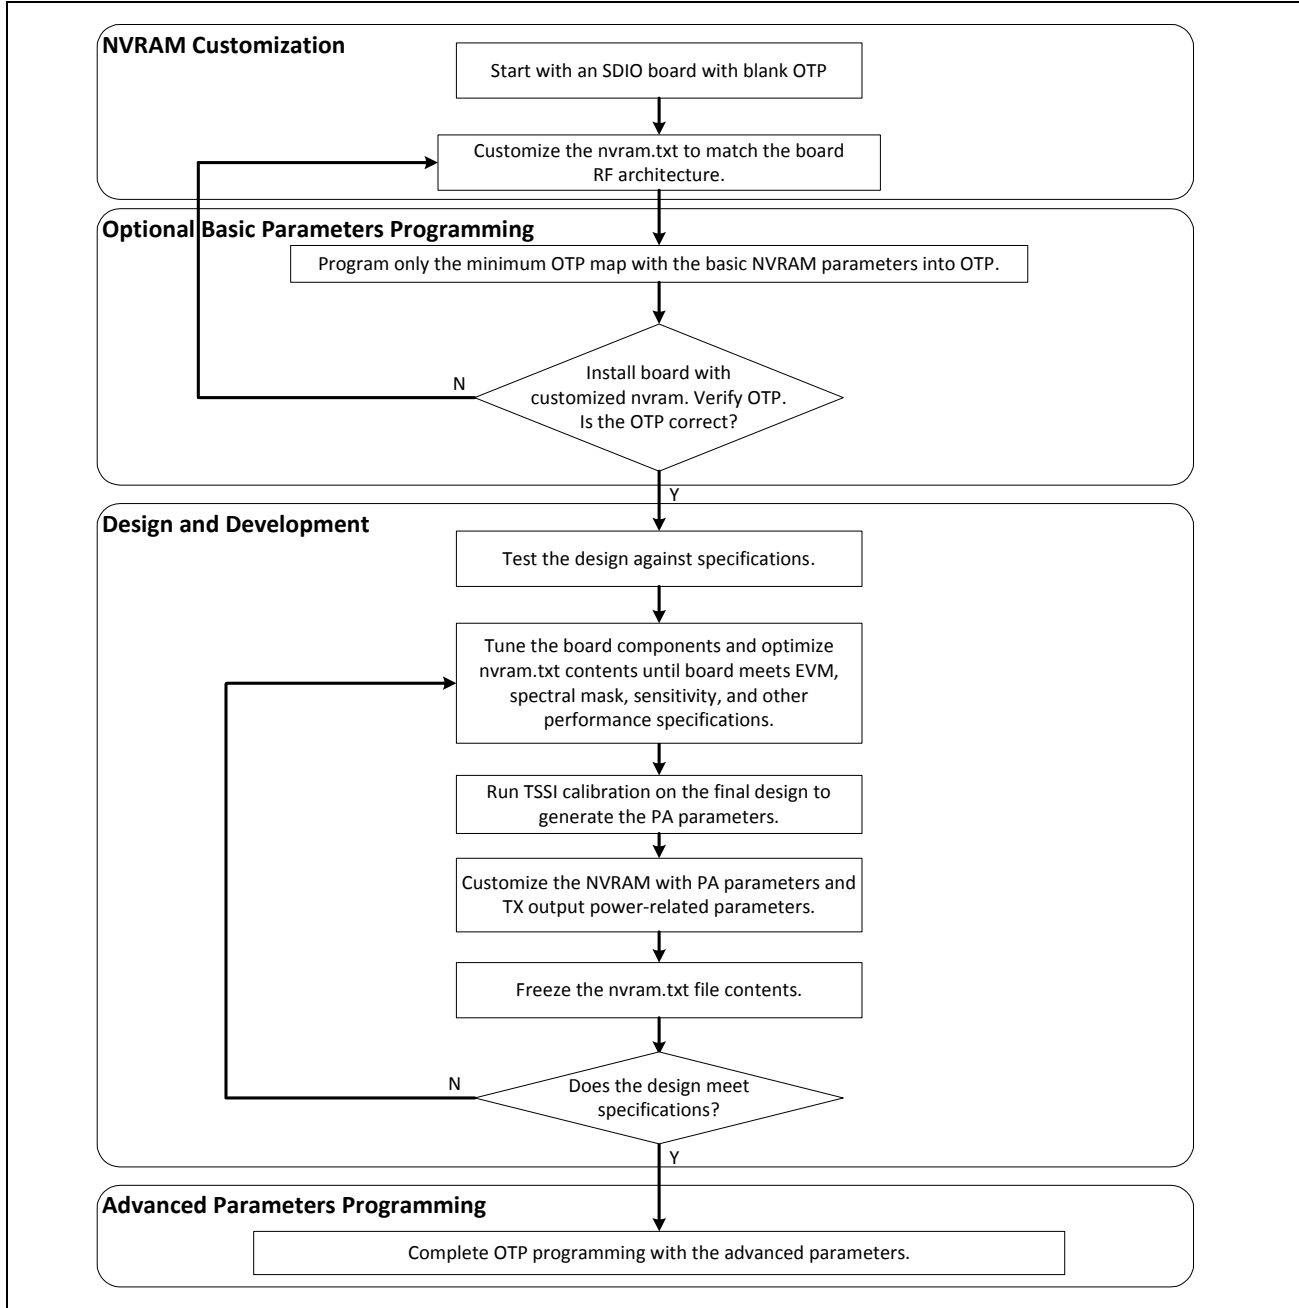 NVRAM Customization
Start with an SDIO board with blank OTP
Customize the nvram.txt to match the board
RF architecture.
Optional Basic Parameters Programming
Program only the minimum OTP map with the basic NVRAM parameters into OTP.
Install board with
customized nvram. Verify OTP.
Is the OTP correct?
N
Y
Design and Development
Test the design against specifications.
Tune the board components and optimize
nvram.txt contents until board meets EVM,
spectral mask, sensitivity, and other
performance specifications.
Run TSSI calibration on the final design to
generate the PA parameters.
Customize the NVRAM with PA parameters and
TX output power-related parameters.
Freeze the nvram.txt file contents.
Does the design meet
specifications?
N
Y
Advanced Parameters Programming
Complete OTP programming with the advanced parameters.